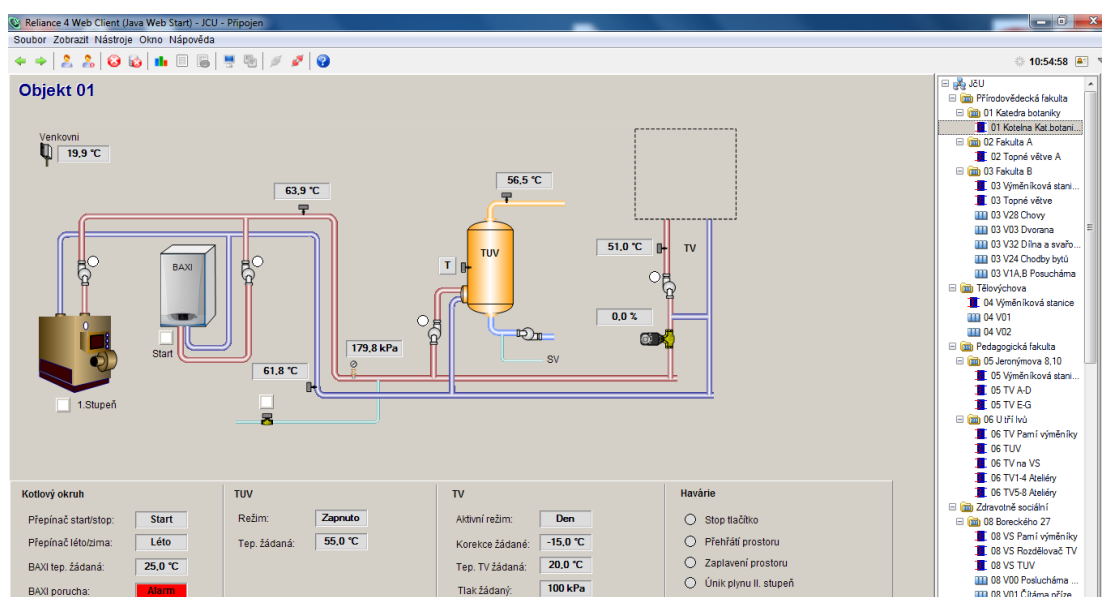 Reliance 4 Web Client (Java Web Start) - JCU - Připojen
Soubor Zobrazit Nástroje Okno Nápověda
10:54:58
Objekt 01
Venkovni
19,9 °C
63,9 °C
56,5 °C
51,0 °C
TV
TUV
T
BAXI
Start
0,0 %
179,8 kPa
SV
61,8 °C
1.Stupeň
Kotlový okruh
Přepínač start/stop: Start
Přepínač léto/zima: Léto
BAXI tep. žádaná: 25,0 °C
BAXI porucha: Alarm
TUV
Režim: Zapnuto
Tep. žádaná: 55,0 °C
TV
Aktivní režim: Den
Korekce žádané: -15,0 °C
Tep. TV žádaná: 20,0 °C
Tlak žádaný: 100 kPa
Havárie
Stop tlačítko
Přehřátí prostoru
Zaplavení prostoru
Únik plynu II. stupeň
JčU
Přírodovědecká fakulta
01 Katedra botaniky
01 Kotelna Kat.botani...
02 Fakulta A
02 Topné větve A
03 Fakulta B
03 Výměníková stani...
03 Topné větve
03 V28 Chovy
03 V03 Dvorana
03 V32 Dílna a svařo...
03 V24 Chodby bytů
03 V1A,B Posuchárna
Tělovýchova
04 Výměníková stanice
04 V01
04 V02
Pedagogická fakulta
05 Jeronýmova 8,10
05 Výměníková stani...
05 TV A-D
05 TV E-G
06 U tří lvů
06 TV Parní výměníky
06 TUV
06 TV na VS
06 TV1-4 Ateliéry
06 TV5-8 Ateliéry
Zdravotně sociální
08 Boreckého 27
08 VS Parní výměníky
08 VS Rozdělovač TV
08 VS TUV
08 V00 Poslucháma ...
08 V01 Čítárna příze...